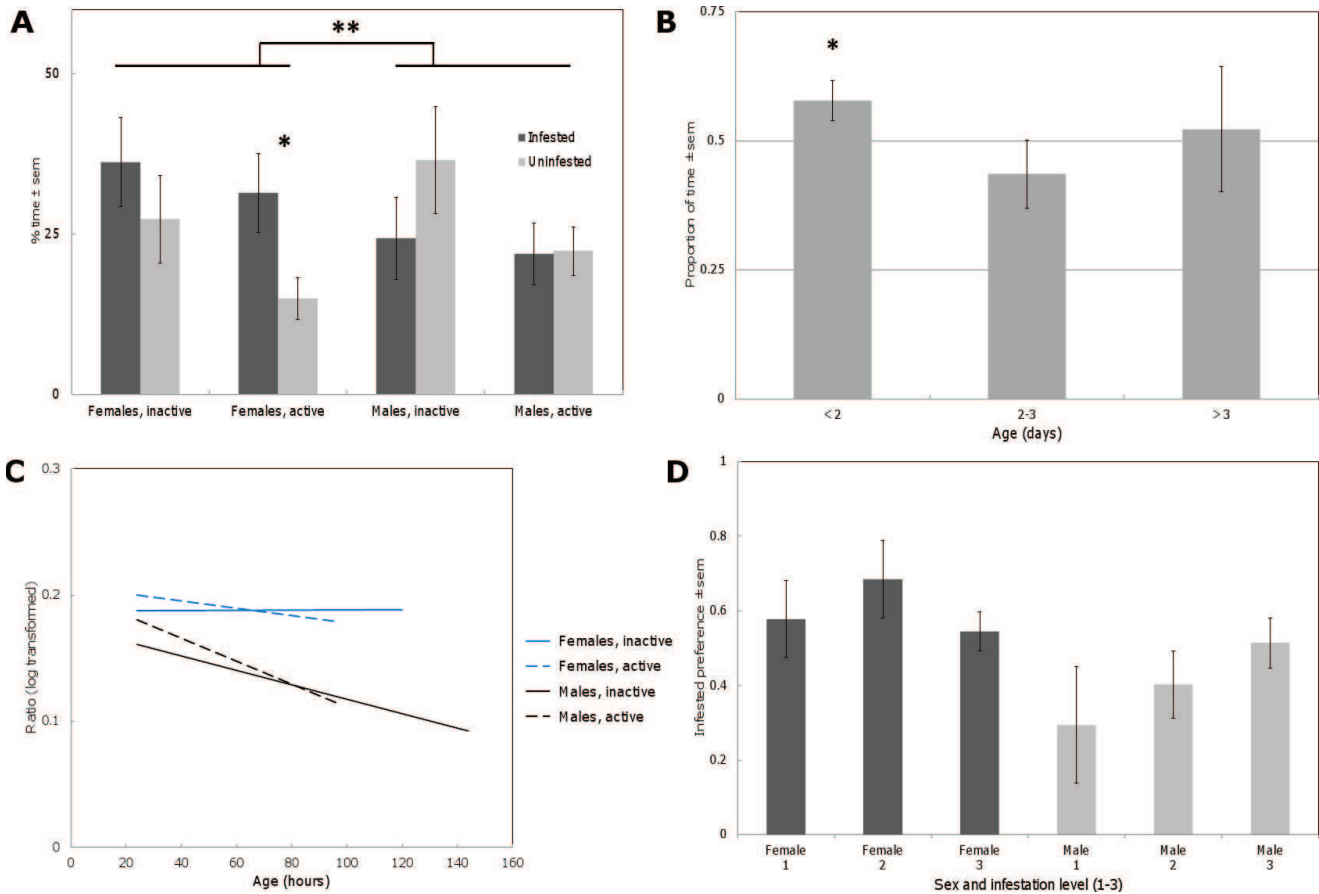 A
**
50
*
Infested
Uninfested
% time ± sem
25
0
Females, inactive
Females, active
Males, inactive
Males, active
B
0.75
*
0.5
Proportion of time ± sem
0.25
0
<2
2-3
>3
Age (days)
C
0.3
0.2
Ratio (log transformed)
0.1
0
0
20
40
60
80
100
120
140
160
Age (hours)
Females, inactive
Females, active
Males, inactive
Males, active
D
1
0.8
0.6
Infested preference ± sem
0.4
0.2
0
Female
1
Female
2
Female
3
Male
1
Male
2
Male
3
Sex and infestation level (1-3)